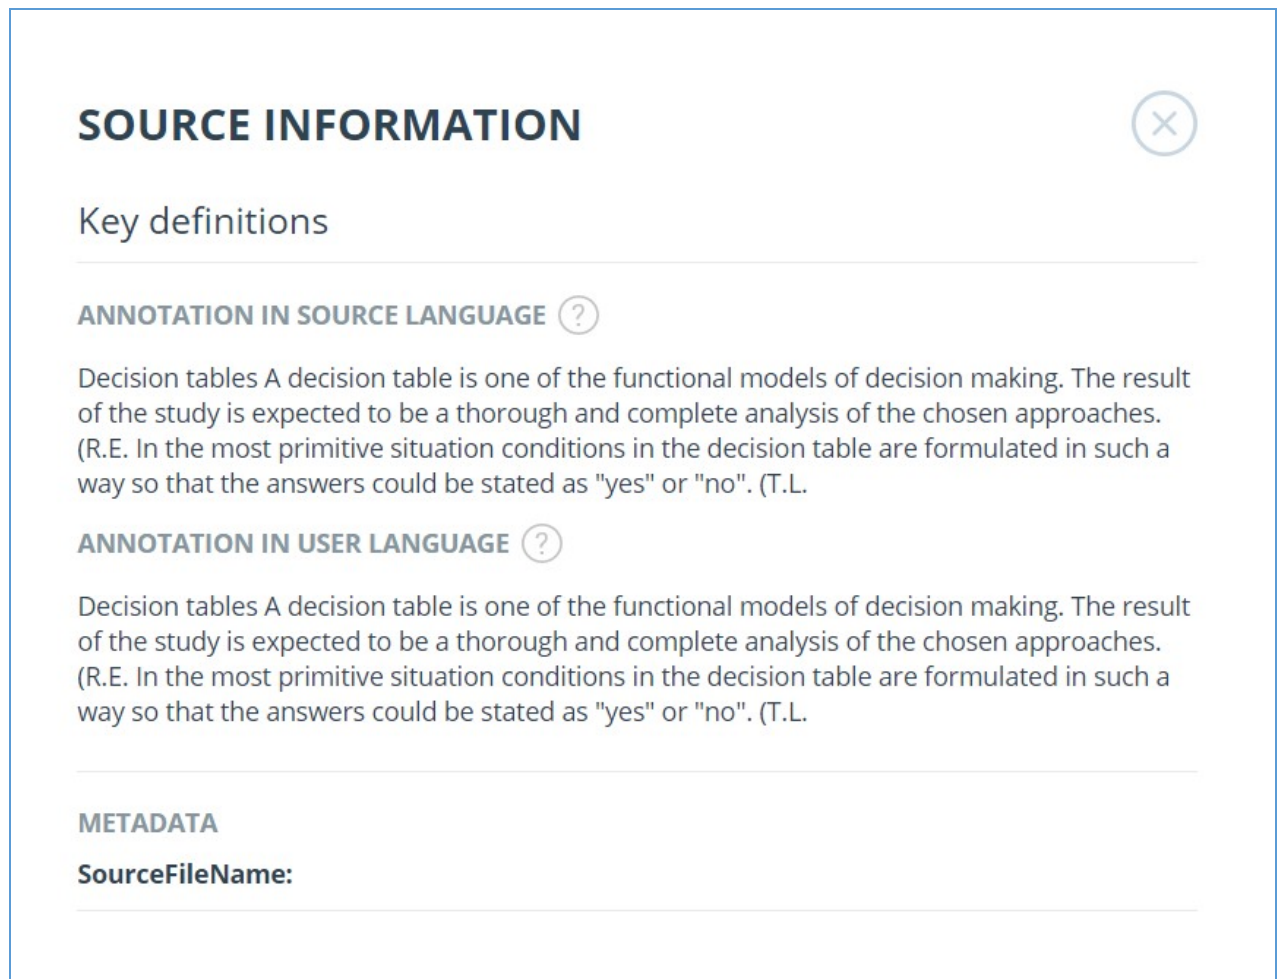 SOURCE INFORMATION
Key definitions
ANNOTATION IN SOURCE LANGUAGE ?
Decision tables A decision table is one of the functional models of decision making. The result
of the study is expected to be a thorough and complete analysis of the chosen approaches.
(R.E. In the most primitive situation conditions in the decision table are formulated in such a
way so that the answers could be stated as "yes" or "no". (T.L.
ANNOTATION IN USER LANGUAGE ?
Decision tables A decision table is one of the functional models of decision making. The result
of the study is expected to be a thorough and complete analysis of the chosen approaches.
(R.E. In the most primitive situation conditions in the decision table are formulated in such a
way so that the answers could be stated as "yes" or "no". (T.L.
METADATA
SourceFileName: